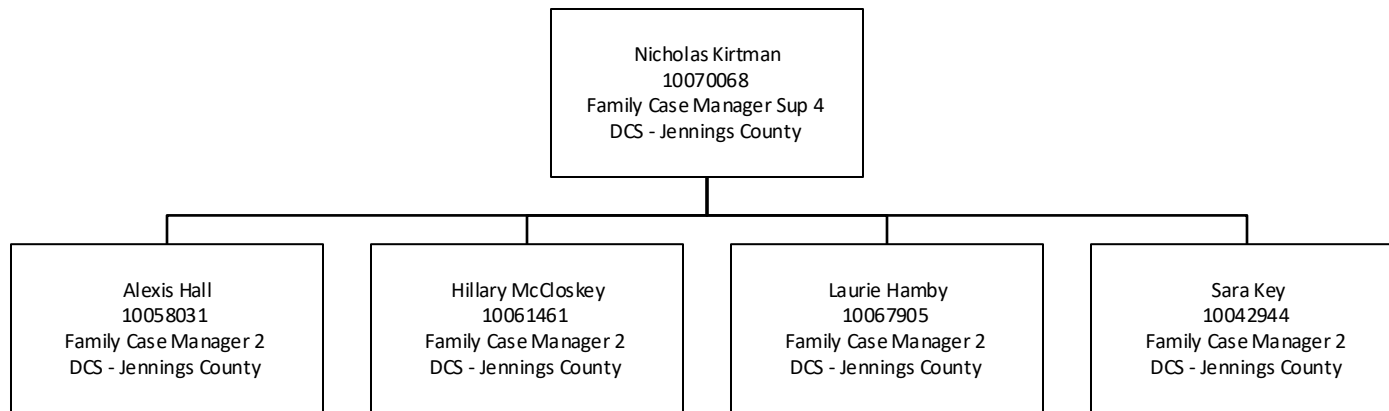 Nicholas Kirtman
10070068
Family Case Manager Sup 4
DCS - Jennings County
Alexis Hall
10058031
Family Case Manager 2
DCS - Jennings County
Hillary McCloskey
10061461
Family Case Manager 2
DCS - Jennings County
Laurie Hamby
10067905
Family Case Manager 2
DCS - Jennings County
Sara Key
10042944
Family Case Manager 2
DCS - Jennings County